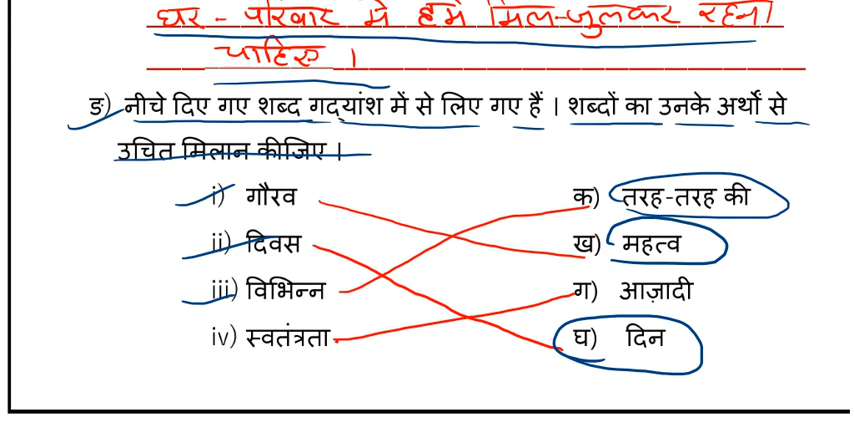 घर - परिवार में हमें मिल-जुलकर रहना
चाहिए ।
ङ) नीचे दिए गए शब्द गद्यांश में से लिए गए हैं । शब्दों का उनके अर्थों से
उचित मिलान कीजिए ।
i) गौरव क) तरह-तरह की
ii) दिवस ख) महत्व
iii) विभिन्न ग) आज़ादी
iv) स्वतंत्रता घ) दिन